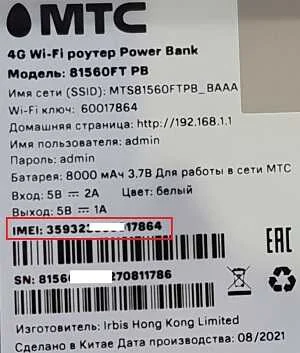 МТС
4G Wi-Fi роутер Power Bank
Модель: 81560FT PB
Имя сети (SSID): MTS81560FTPB_BAAA
Wi-Fi ключ: 60017864
Домашняя страница: http://192.168.1.1
Имя пользователя: admin
Пароль: admin
Батарея: 8000 мАч 3.7В Для работы в сети МТС
Вход: 5В ⎓ 2А Цвет: белый
Выход: 5В ⎓ 1А
IMEI: 35932 17864
EAC
SN: 8156 270811786
Изготовитель: Irbis Hong Kong Limited
Сделано в Китае Дата изготовления: 08/2021